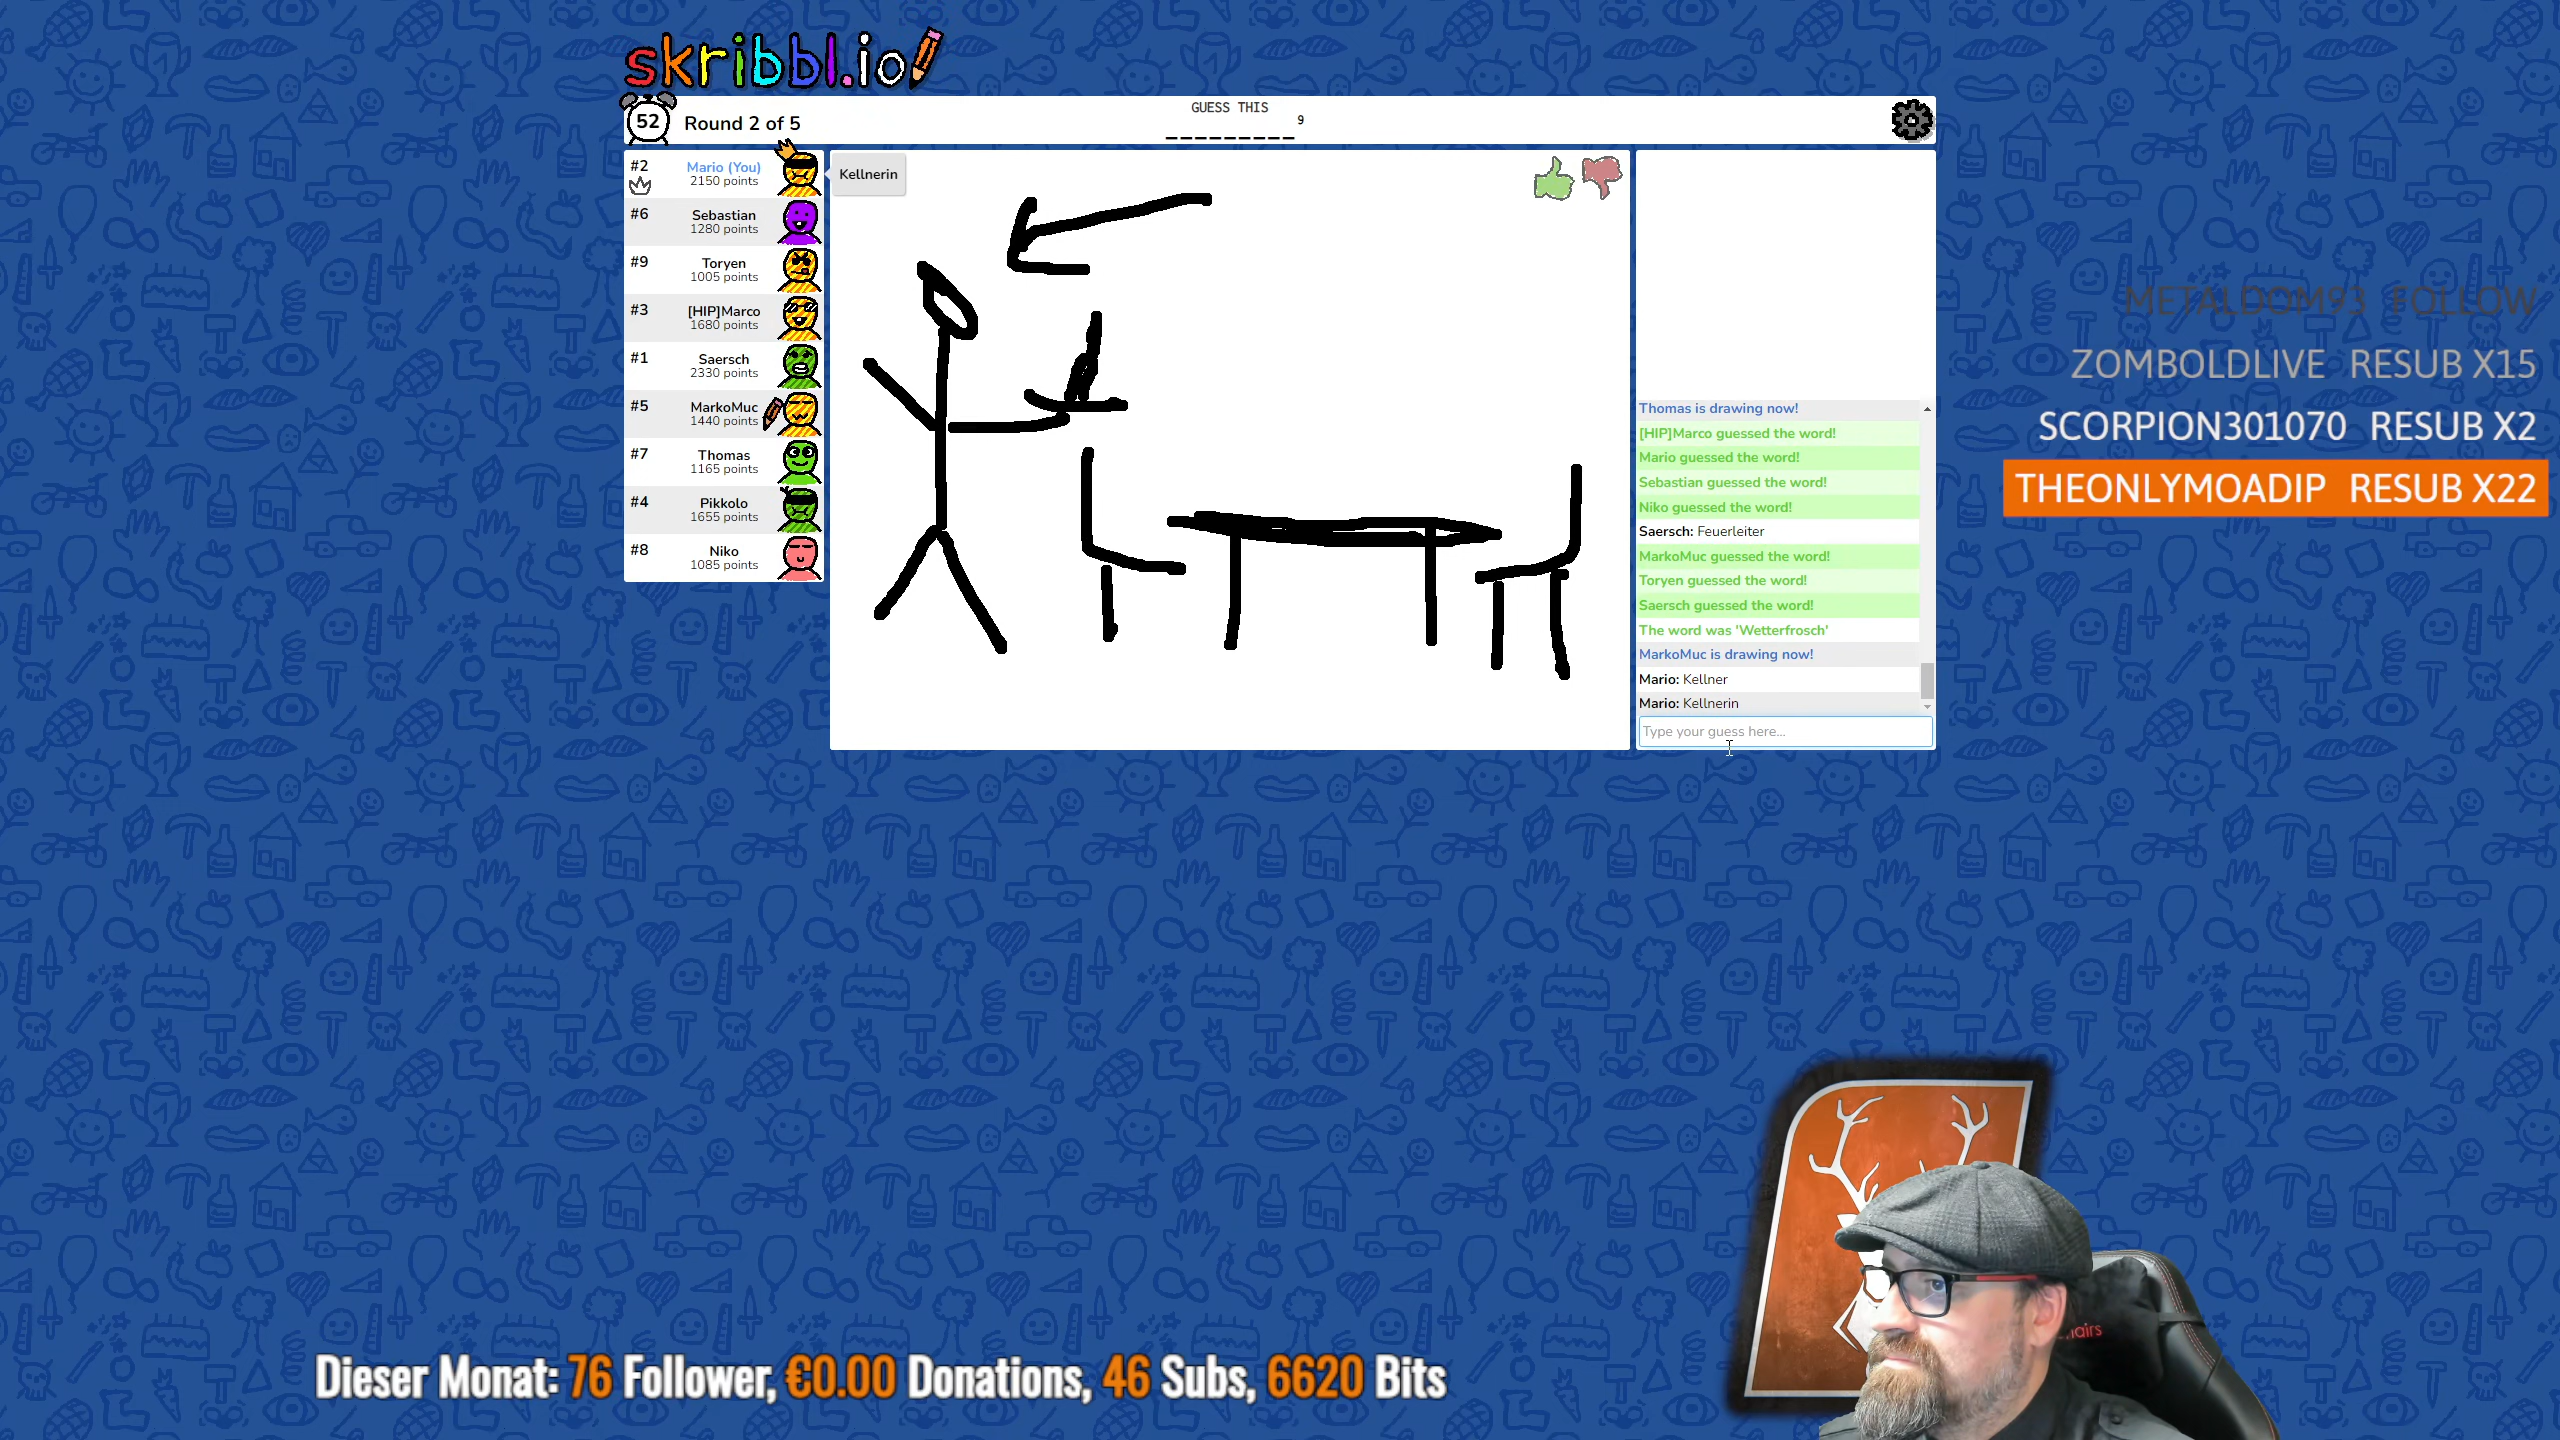 skribbl.io
GUESS THIS
52
Round 2 of 5
_________ 9
#2
Mario (You)
2150 points
Kellnerin
#6
Sebastian
1280 points
#9
Toryen
1005 points
#3
[HIP]Marco
1680 points
#1
Saersch
2330 points
#5
MarkoMuc
1440 points
#7
Thomas
1165 points
#4
Pikkolo
1655 points
#8
Niko
1085 points
Thomas is drawing now!
[HIP]Marco guessed the word!
Mario guessed the word!
Sebastian guessed the word!
Niko guessed the word!
Saersch: Feuerleiter
MarkoMuc guessed the word!
Toryen guessed the word!
Saersch guessed the word!
The word was 'Wetterfrosch'
MarkoMuc is drawing now!
Mario: Kellner
Mario: Kellnerin
Type your guess here...
METALDOM93 FOLLOW
ZOMBOLDLIVE RESUB X15
SCORPION301070 RESUB X2
THEONLYMOADIP RESUB X22
Dieser Monat: 76 Follower, €0.00 Donations, 46 Subs, 6620 Bits